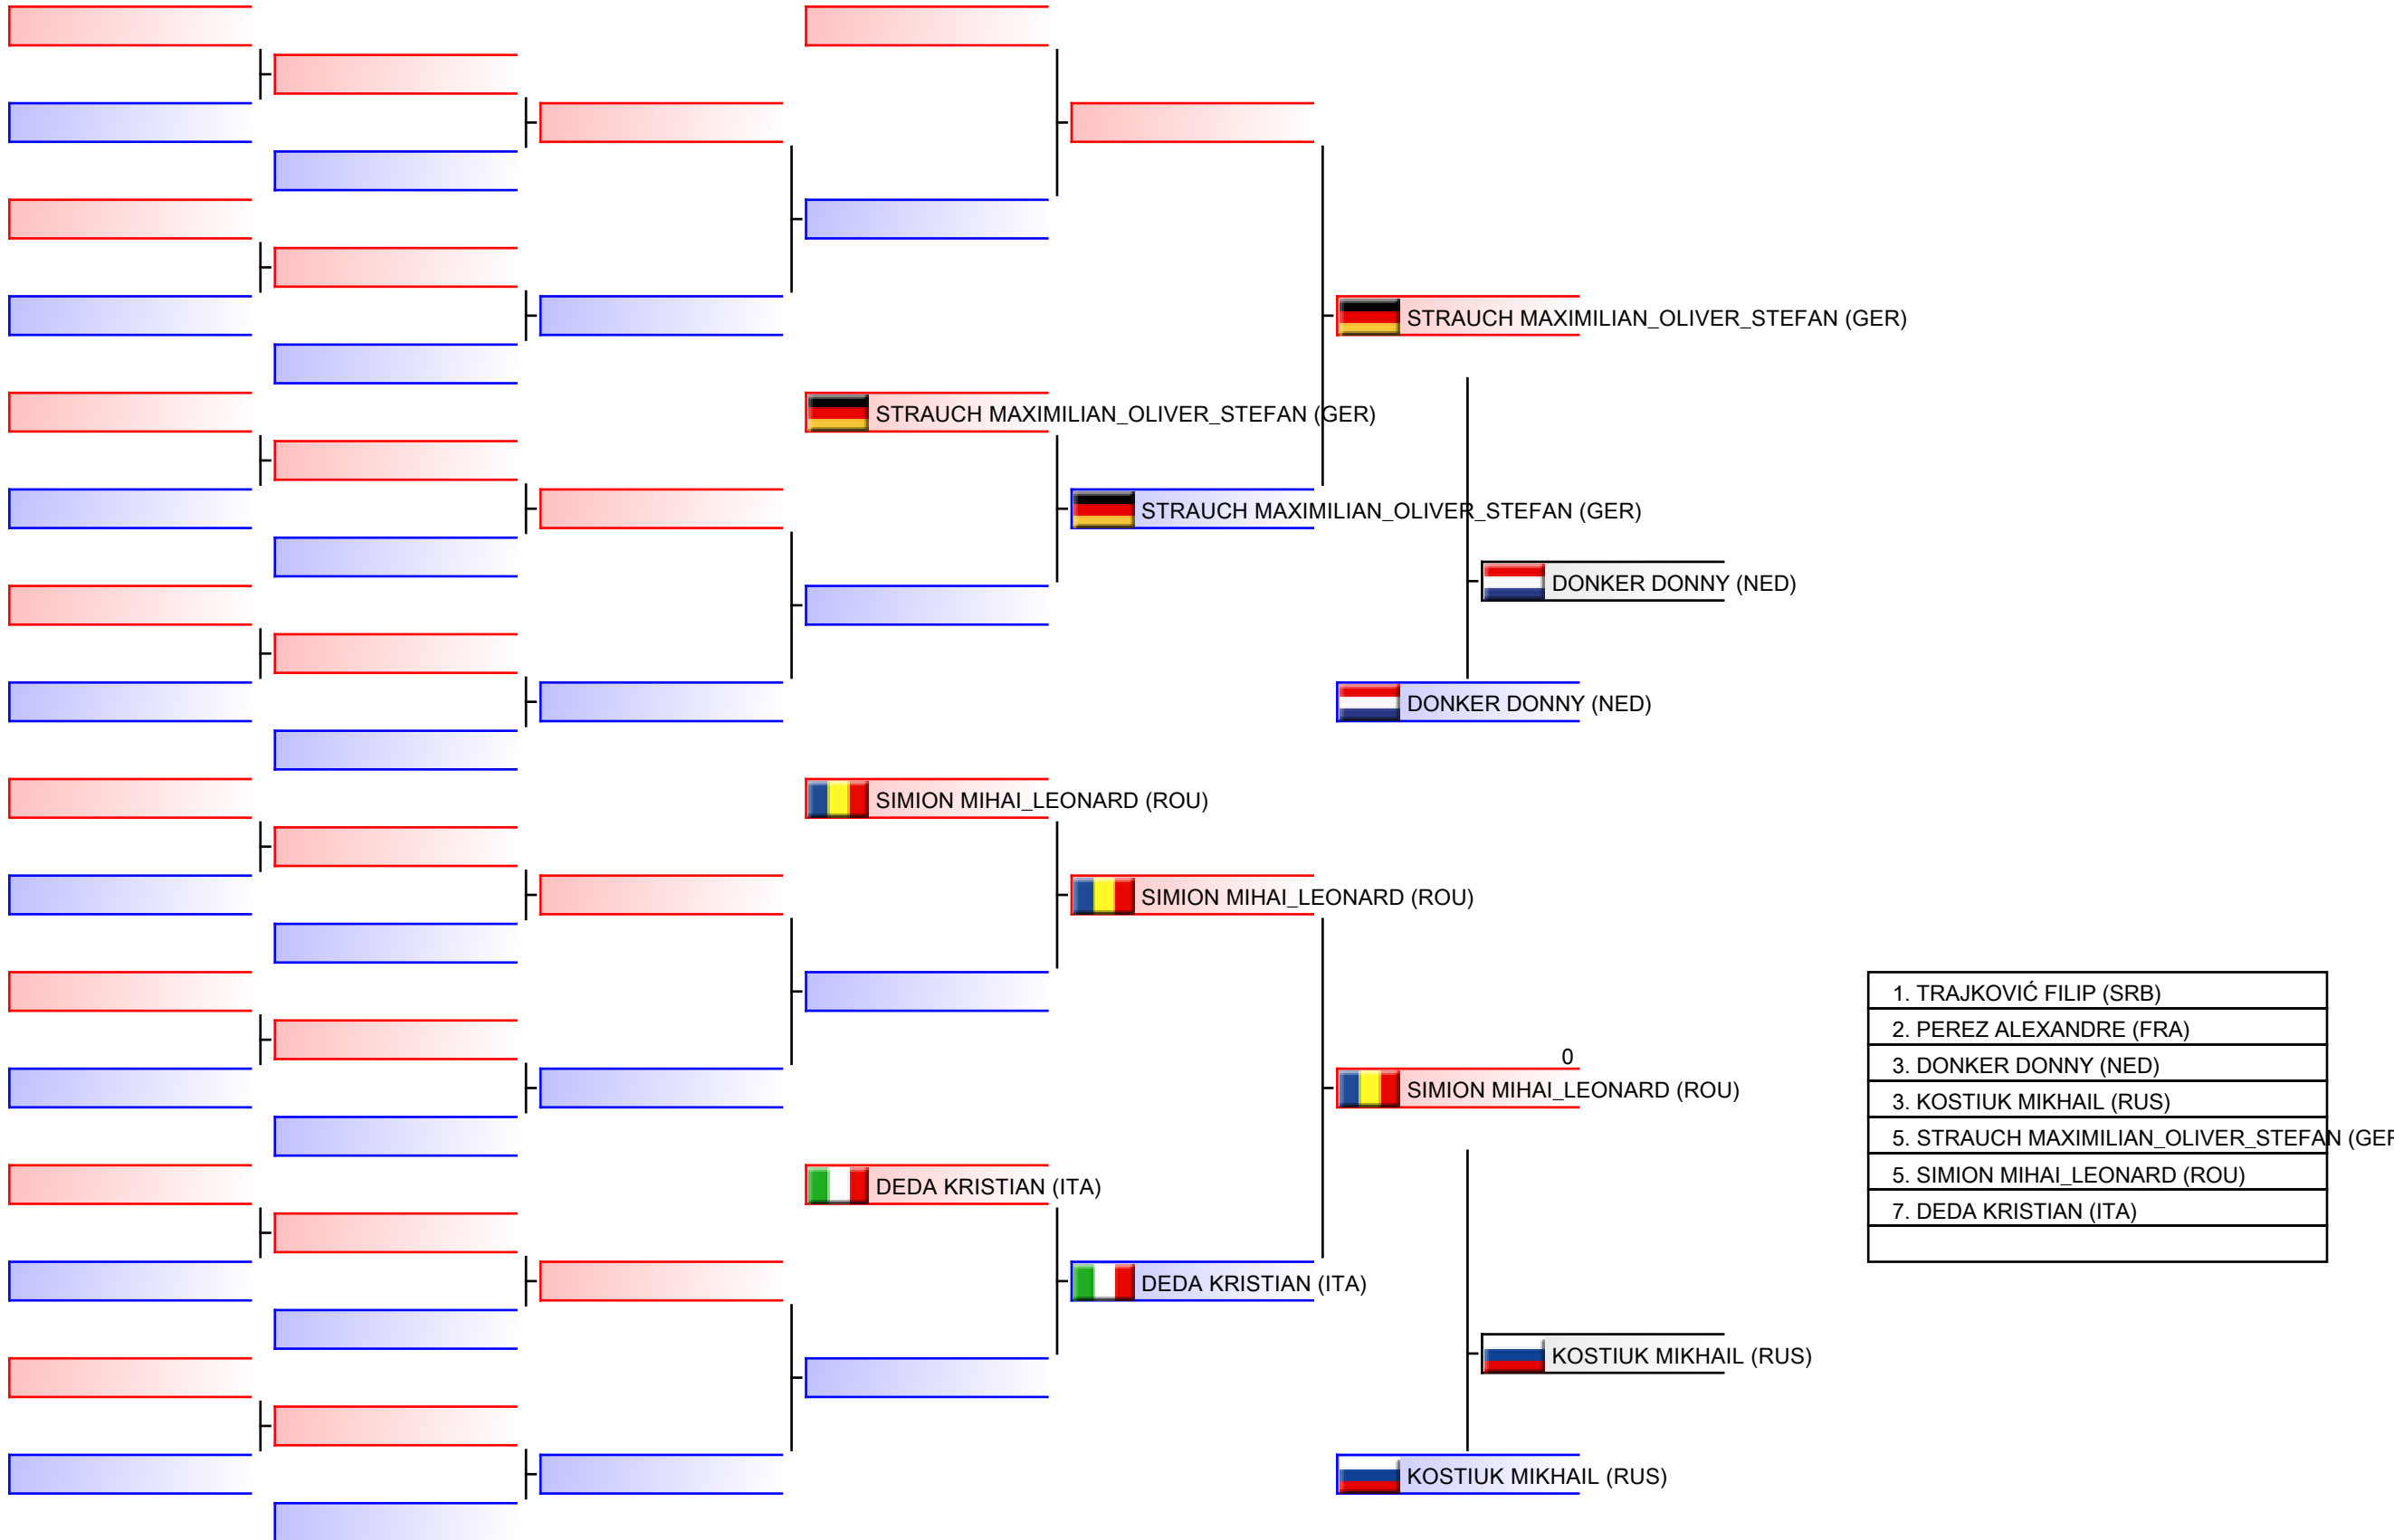 STRAUCH MAXIMILIAN_OLIVER_STEFAN (GER)
STRAUCH MAXIMILIAN_OLIVER_STEFAN (GER)
STRAUCH MAXIMILIAN_OLIVER_STEFAN (GER)
DONKER DONNY (NED)
DONKER DONNY (NED)
SIMION MIHAI_LEONARD (ROU)
SIMION MIHAI_LEONARD (ROU)
0
SIMION MIHAI_LEONARD (ROU)
DEDA KRISTIAN (ITA)
DEDA KRISTIAN (ITA)
KOSTIUK MIKHAIL (RUS)
KOSTIUK MIKHAIL (RUS)
1. TRAJKOVIĆ FILIP (SRB)
2. PEREZ ALEXANDRE (FRA)
3. DONKER DONNY (NED)
3. KOSTIUK MIKHAIL (RUS)
5. STRAUCH MAXIMILIAN_OLIVER_STEFAN (GER
5. SIMION MIHAI_LEONARD (ROU)
7. DEDA KRISTIAN (ITA)